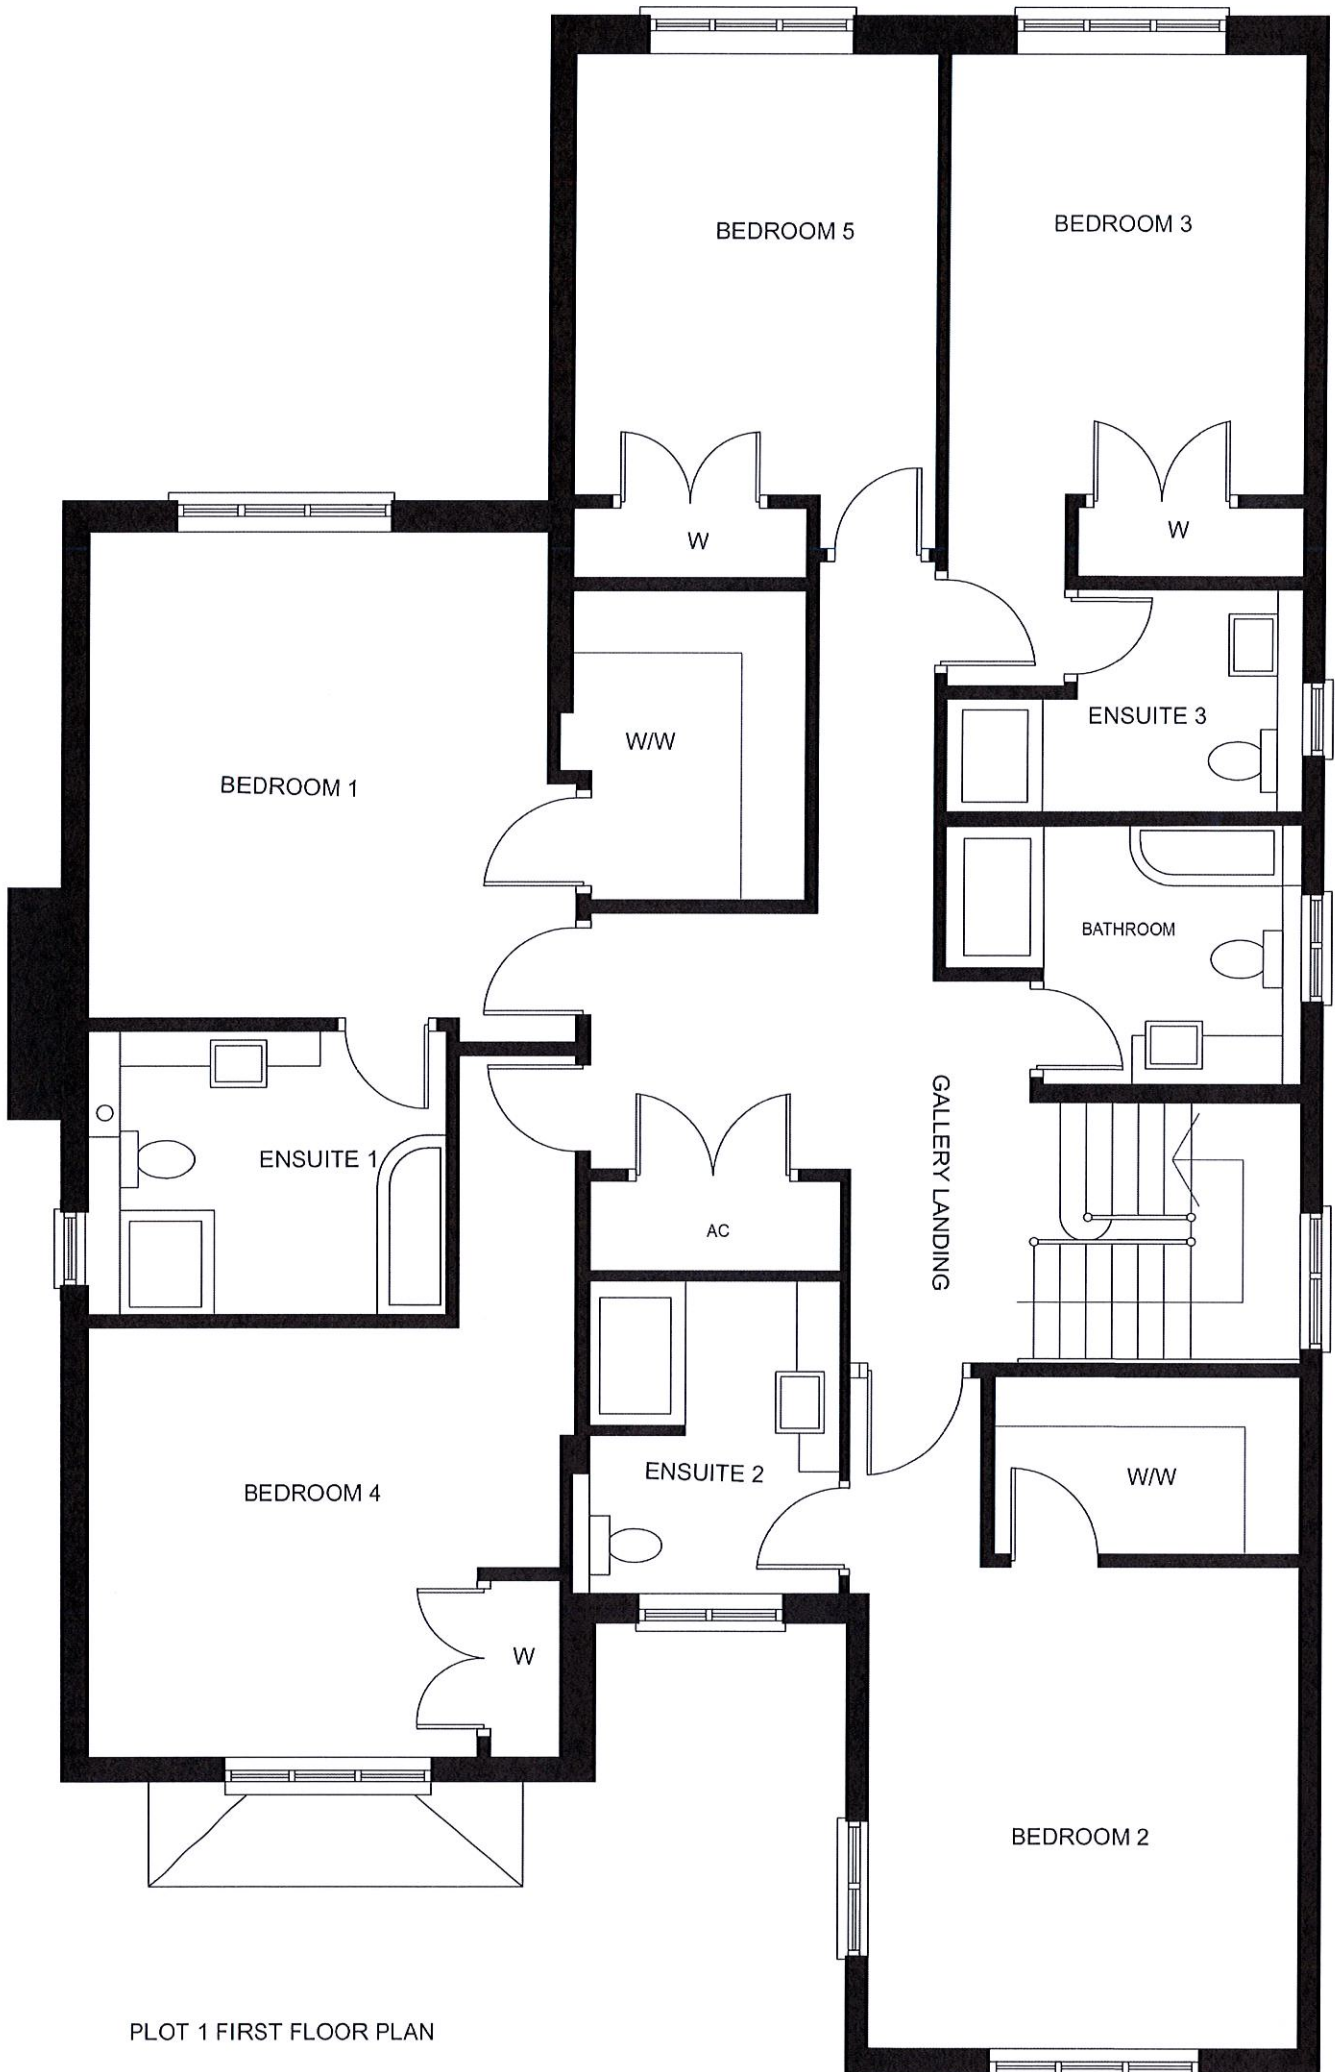 BEDROOM 5
BEDROOM 3
W
W
W/W
ENSUITE 3
BEDROOM 1
BATHROOM
GALLERY LANDING
ENSUITE 1
AC
ENSUITE 2
W/W
BEDROOM 4
W
BEDROOM 2
PLOT 1 FIRST FLOOR PLAN